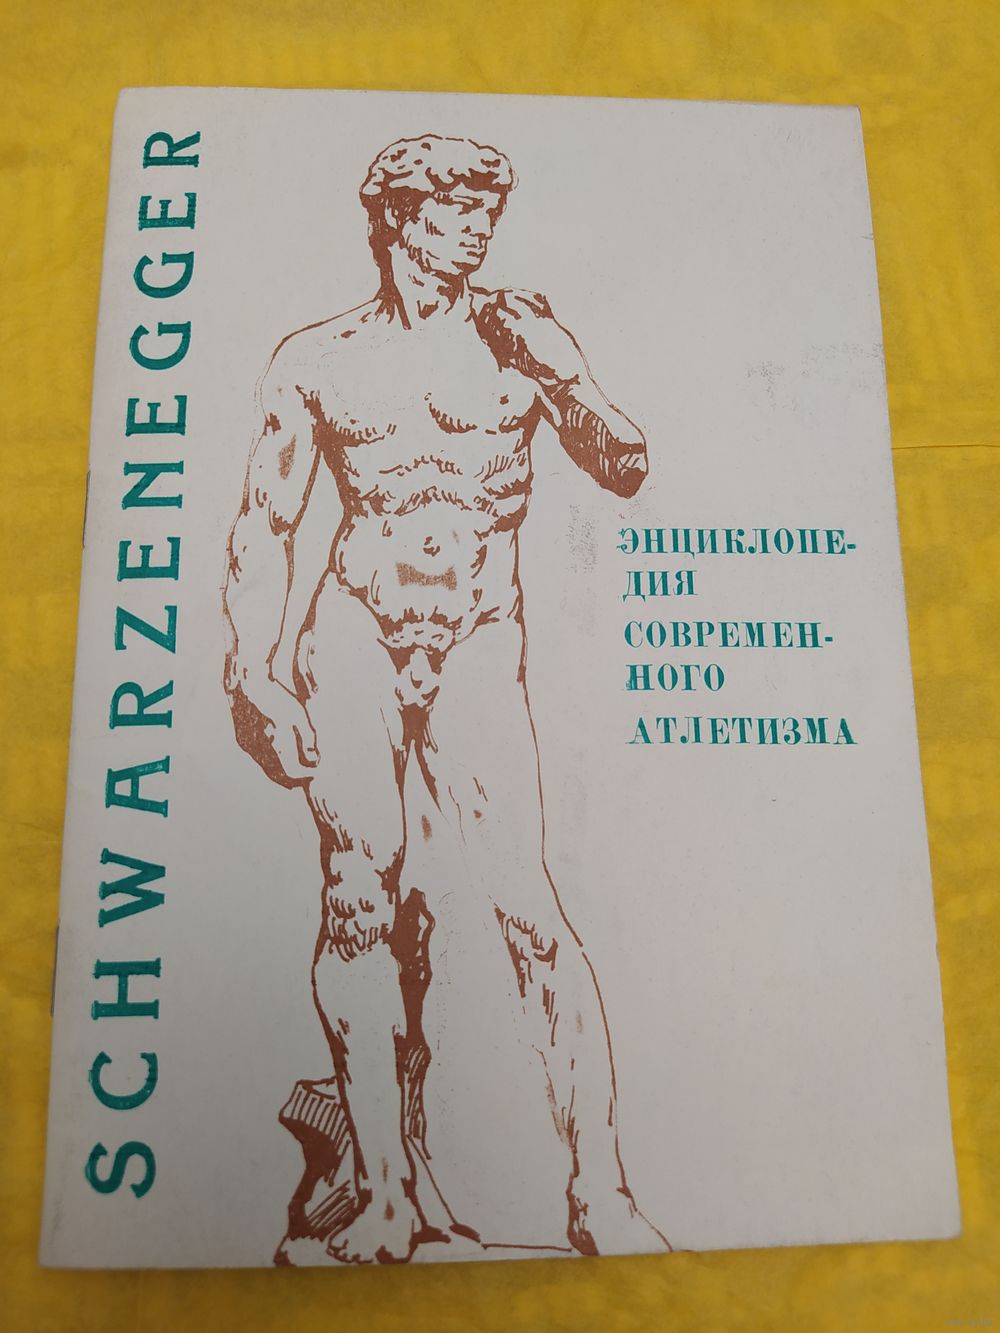 SCHWARZENEGGER
ЭНЦИКЛОПЕ-
ДИЯ
СОВРЕМЕН-
НОГО
АТЛЕТИЗМА